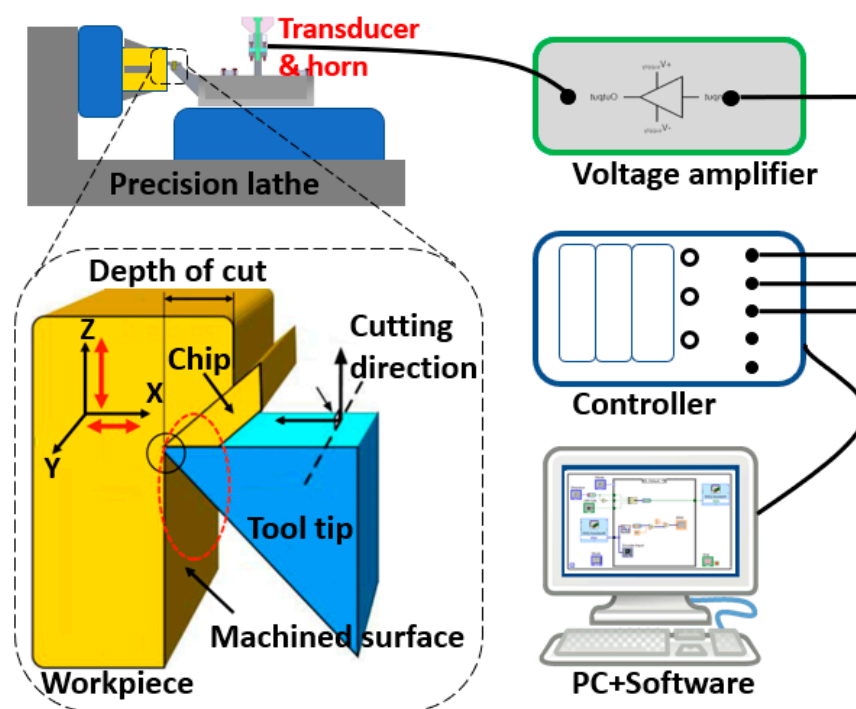 Transducer
& horn
Precision lathe
Output
V+
V-
Voltage amplifier
Depth of cut
Z
X
Y
Chip
Cutting
direction
Tool tip
Machined surface
Workpiece
Controller
PC+Software